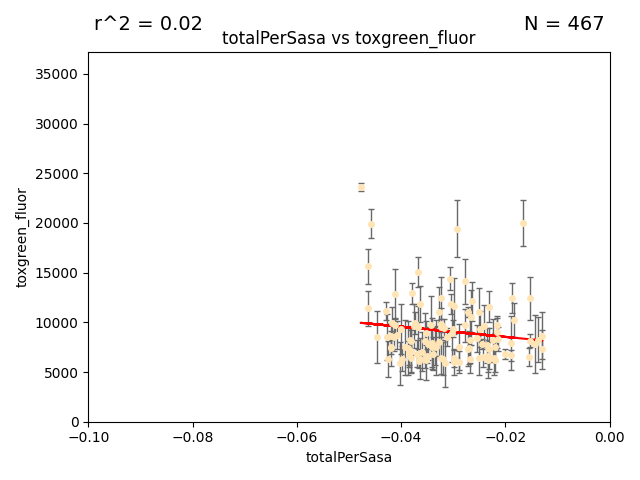 r^2 = 0.02 N = 467
totalPerSasa vs toxgreen_fluor
35000
30000
25000
20000
15000
10000
5000
0
toxgreen_fluor
−0.10 −0.08 −0.06 −0.04 −0.02 0.00
totalPerSasa